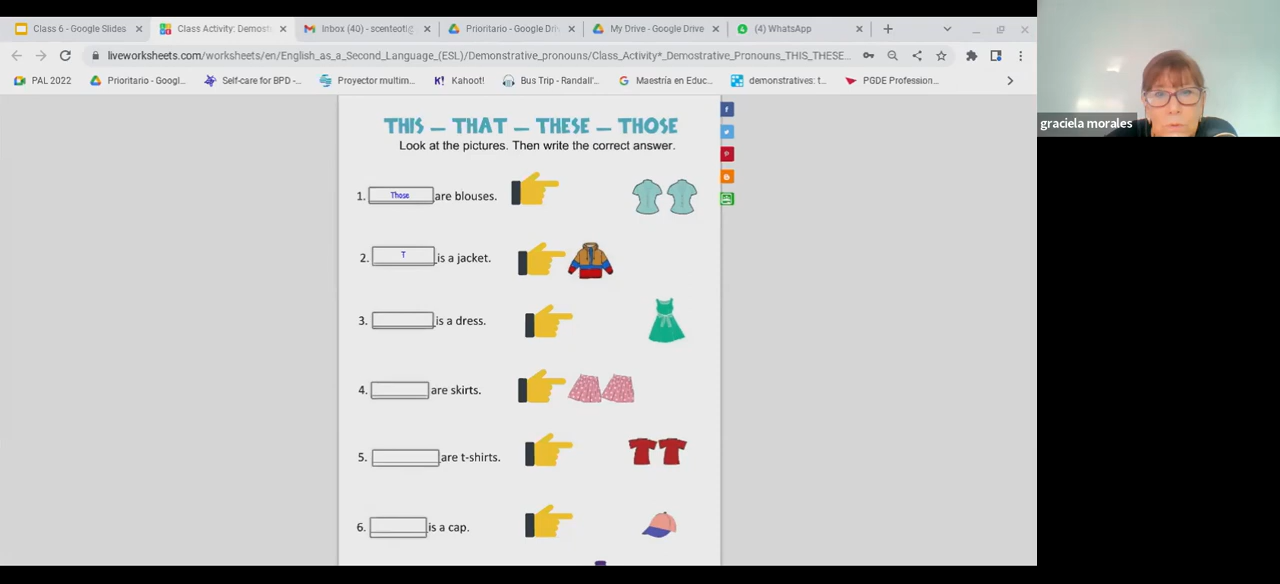 Class 6 - Google Slides
Class Activity: Demost
Inbox (40) - scenteoti@
Prioritario - Google Driv
My Drive - Google Drive
(4) WhatsApp
liveworksheets.com/worksheets/en/English_as_a_Second_Language_(ESL)/Demonstrative_pronouns/Class_Activity*_Demostrative_Pronouns_THIS_THESE...
PAL 2022
Prioritario - Googl...
Self-care for BPD -...
Proyector multim...
K! Kahoot!
Bus Trip - Randall'...
Maestría en Educ...
demonstratives: t...
PGDE Profession...
graciela morales
THIS – THAT – THESE – THOSE
Look at the pictures. Then write the correct answer.
1. Those are blouses.
2. T is a jacket.
3. is a dress.
4. are skirts.
5. are t-shirts.
6. is a cap.